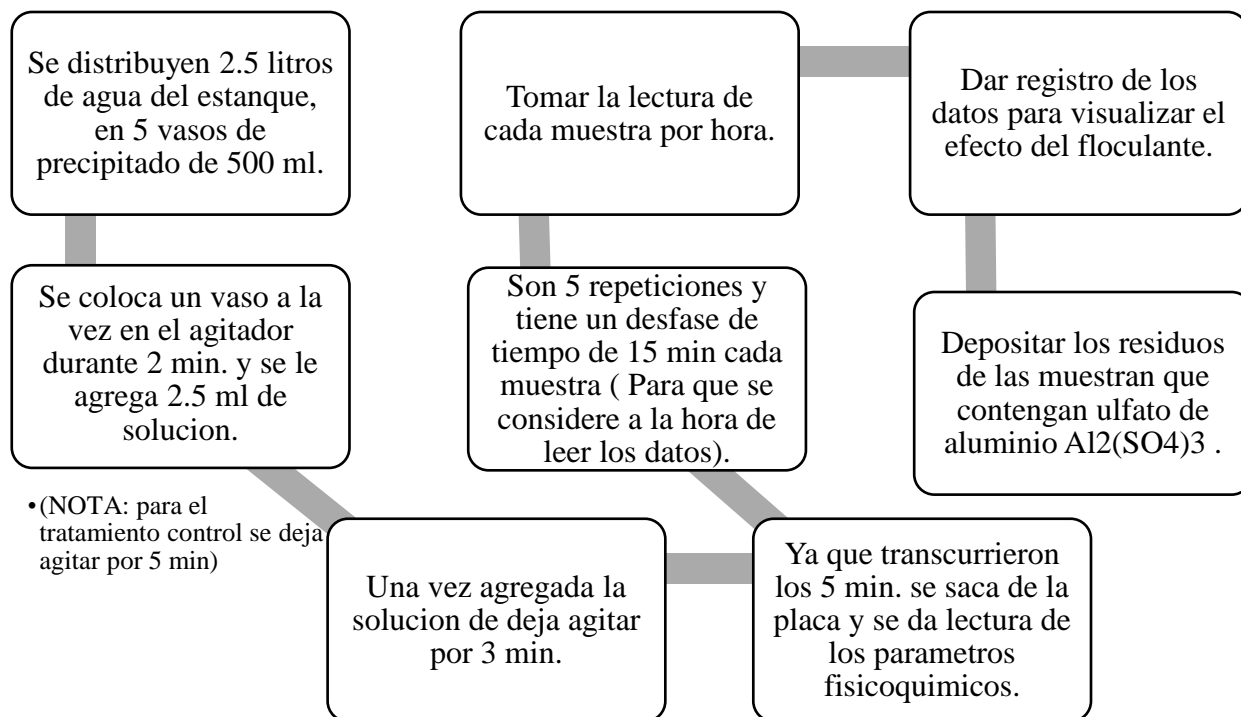 Se distribuyen 2.5 litros
de agua del estanque,
en 5 vasos de
precipitado de 500 ml.
Se coloca un vaso a la
vez en el agitador
durante 2 min. y se le
agrega 2.5 ml de
solucion.
•(NOTA: para el
tratamiento control se deja
agitar por 5 min)
Una vez agregada la
solucion de deja agitar
por 3 min.
Ya que transcurrieron
los 5 min. se saca de la
placa y se da lectura de
los parametros
fisicoquimicos.
Son 5 repeticiones y
tiene un desfase de
tiempo de 15 min cada
muestra ( Para que se
considere a la hora de
leer los datos).
Tomar la lectura de
cada muestra por hora.
Dar registro de los
datos para visualizar el
efecto del floculante.
Depositar los residuos
de las muestran que
contengan ulfato de
aluminio Al2(SO4)3 .